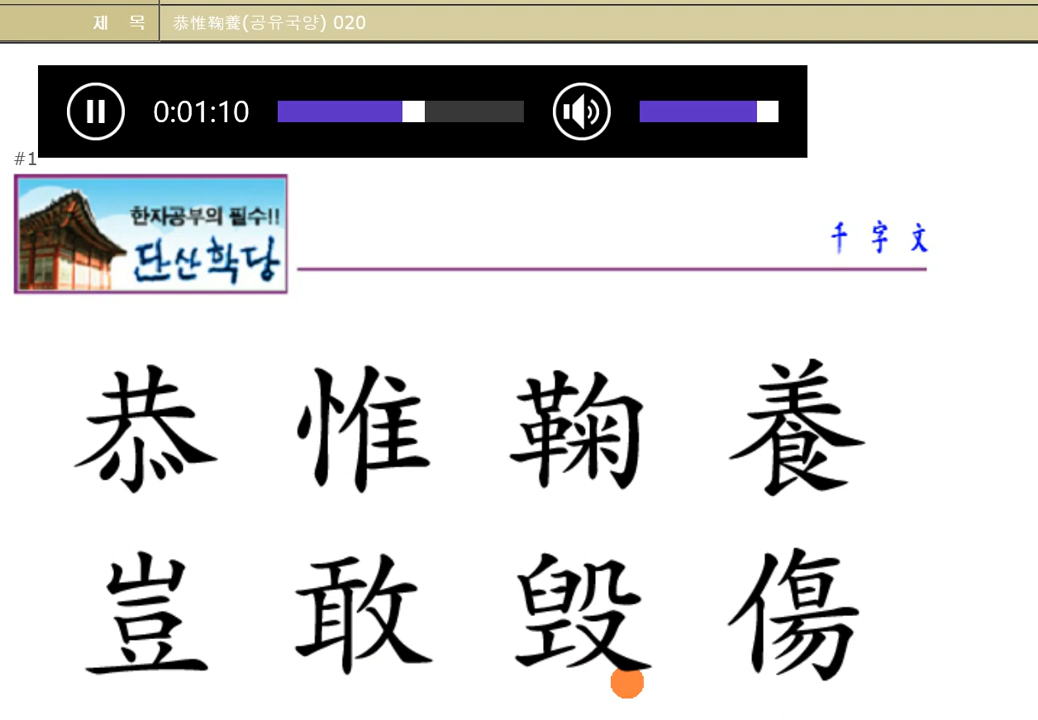 제 목 恭惟鞠養(공유국양) 020
0:01:10
#1
한자공부의 필수!!
단산학당
千字文
恭惟鞠養
豈敢毁傷